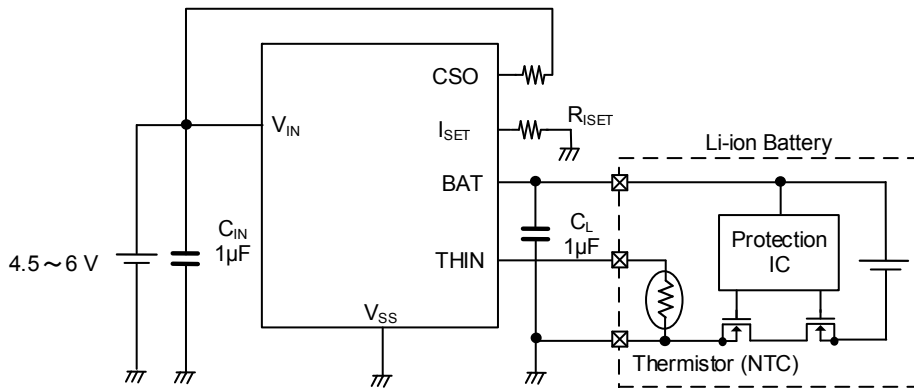 CSO
V_IN
I_SET
R_ISET
Li-ion Battery
BAT
C_IN
1µF
C_L
1µF
Protection
IC
4.5～6 V
THIN
V_SS
Thermistor (NTC)